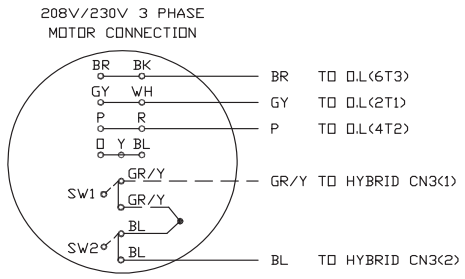 208V/230V 3 PHASE
MOTOR CONNECTION
BR BK
BR TO O.L(6T3)
GY WH
GY TO O.L(2T1)
P R
P TO O.L(4T2)
O Y BL
GR/Y
GR/Y TO HYBRID CN3(1)
SW1
GR/Y
BL
SW2
BL
BL TO HYBRID CN3(2)